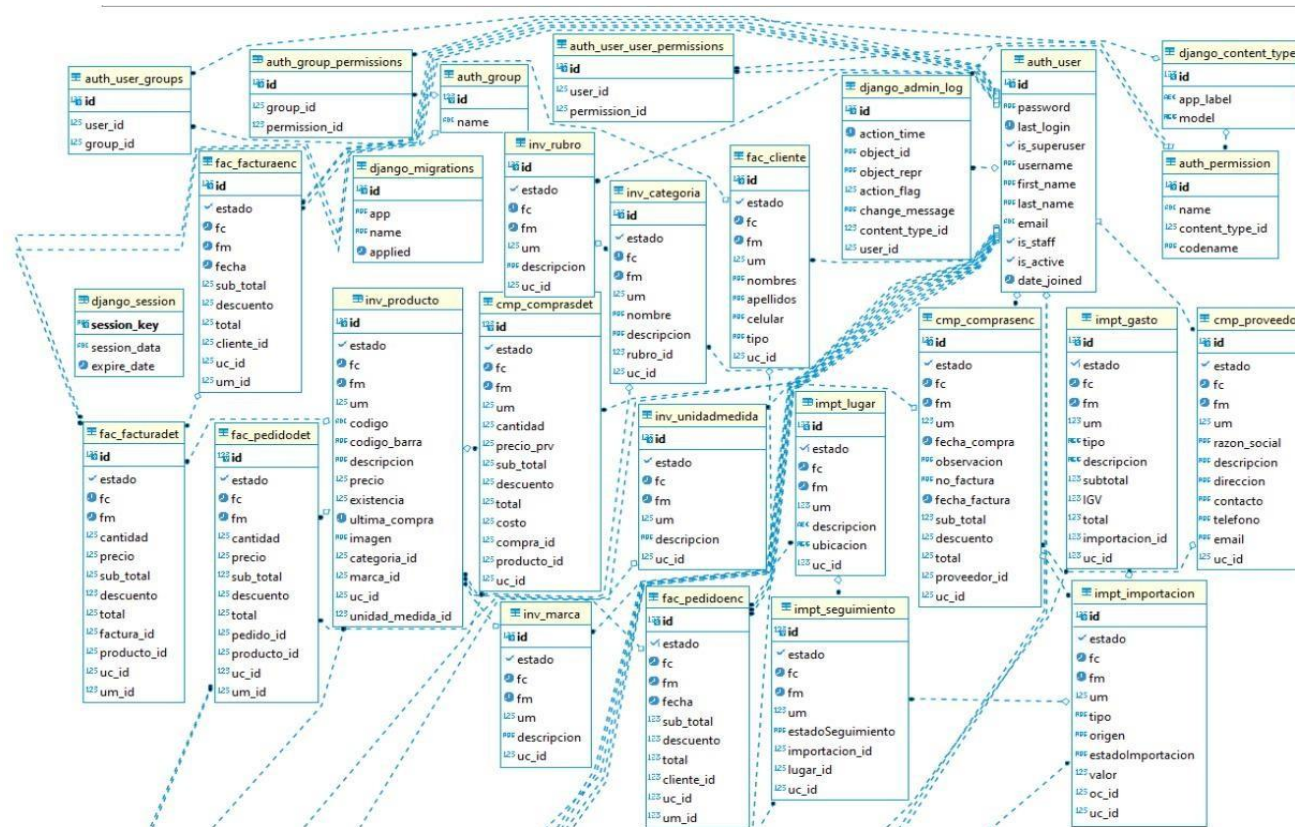 auth_user_groups
id
user_id
group_id
auth_group_permissions
id
group_id
permission_id
auth_group
id
name
auth_user_user_permissions
id
user_id
permission_id
django_admin_log
id
action_time
object_id
object_repr
action_flag
change_message
content_type_id
user_id
auth_user
id
password
last_login
is_superuser
username
first_name
last_name
email
is_staff
is_active
date_joined
django_content_type
id
app_label
model
auth_permission
id
name
content_type_id
codename
fac_facturaenc
id
estado
fc
fm
fecha
sub_total
descuento
total
cliente_id
uc_id
um_id
django_migrations
id
app
name
applied
inv_rubro
id
estado
fc
fm
um
descripcion
uc_id
inv_categoria
id
estado
fc
fm
um
nombre
descripcion
rubro_id
uc_id
fac_cliente
id
estado
fc
fm
um
nombres
apellidos
celular
tipo
uc_id
django_session
session_key
session_data
expire_date
inv_producto
id
estado
fc
fm
um
codigo
codigo_barra
descripcion
precio
existencia
ultima_compra
imagen
categoria_id
marca_id
uc_id
unidad_medida_id
cmp_comprasdet
id
estado
fc
fm
um
cantidad
precio_prv
sub_total
descuento
total
costo
compra_id
producto_id
uc_id
cmp_comprasenc
id
estado
fc
fm
um
fecha_compra
observacion
no_factura
fecha_factura
sub_total
descuento
total
proveedor_id
uc_id
impt_gasto
id
estado
fc
fm
um
tipo
descripcion
subtotal
IGV
total
importacion_id
uc_id
cmp_proveedo
id
estado
fc
fm
um
razon_social
descripcion
direccion
contacto
telefono
email
uc_id
fac_facturadet
id
estado
fc
fm
cantidad
precio
sub_total
descuento
total
factura_id
producto_id
uc_id
um_id
fac_pedidodet
id
estado
fc
fm
cantidad
precio
sub_total
descuento
total
pedido_id
producto_id
uc_id
um_id
inv_unidadmedida
id
estado
fc
fm
um
descripcion
uc_id
impt_lugar
id
estado
fc
fm
um
descripcion
ubicacion
uc_id
inv_marca
id
estado
fc
fm
um
descripcion
uc_id
fac_pedidoenc
id
estado
fc
fm
fecha
sub_total
descuento
total
cliente_id
uc_id
um_id
impt_seguimiento
id
estado
fc
fm
um
estadoSeguimiento
importacion_id
lugar_id
uc_id
impt_importacion
id
estado
fc
fm
um
tipo
origen
estadoImportacion
valor
oc_id
uc_id